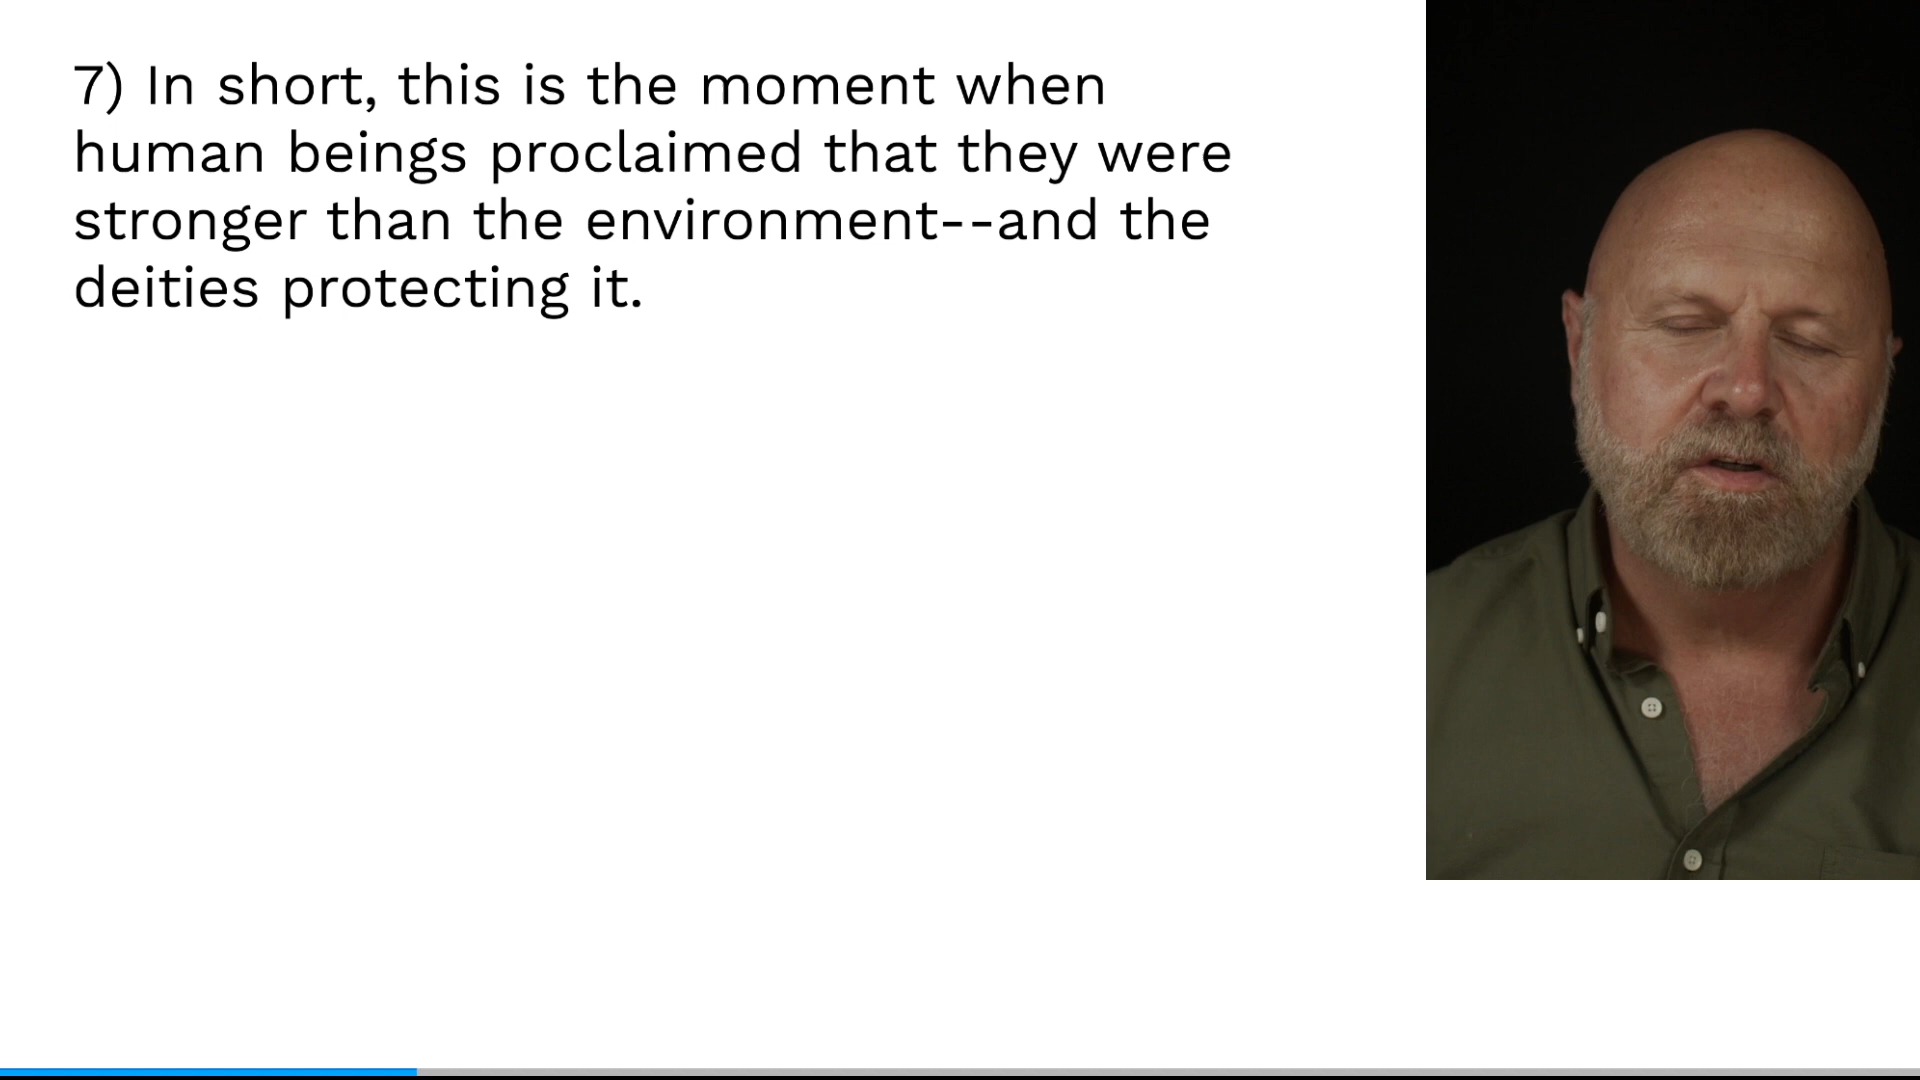 7) In short, this is the moment when
human beings proclaimed that they were
stronger than the environment--and the
deities protecting it.